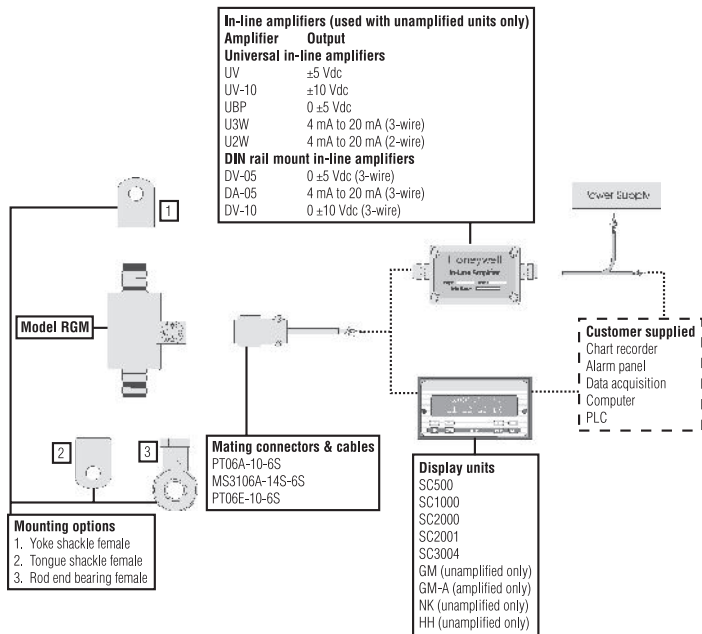 In-line amplifiers (used with unamplified units only)
Amplifier Output
Universal in-line amplifiers
UV ±5 Vdc
UV-10 ±10 Vdc
UBP 0 ±5 Vdc
U3W 4 mA to 20 mA (3-wire)
U2W 4 mA to 20 mA (2-wire)
DIN rail mount in-line amplifiers
DV-05 0 ±5 Vdc (3-wire)
DA-05 4 mA to 20 mA (3-wire)
DV-10 0 ±10 Vdc (3-wire)
1
Power Supply
Honeywell
In-Line Amplifier
Model RGM
Customer supplied
Chart recorder
Alarm panel
Data acquisition
Computer
PLC
2
3
Mating connectors & cables
PT06A-10-6S
MS3106A-14S-6S
PT06E-10-6S
Display units
SC500
SC1000
SC2000
SC2001
SC3004
GM (unamplified only)
GM-A (amplified only)
NK (unamplified only)
HH (unamplified only)
Mounting options
1. Yoke shackle female
2. Tongue shackle female
3. Rod end bearing female